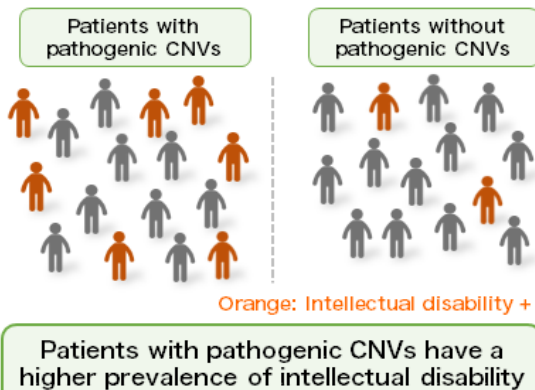 Patients with
pathogenic CNVs
Patients without
pathogenic CNVs
Orange: Intellectual disability +
Patients with pathogenic CNVs have a
higher prevalence of intellectual disability